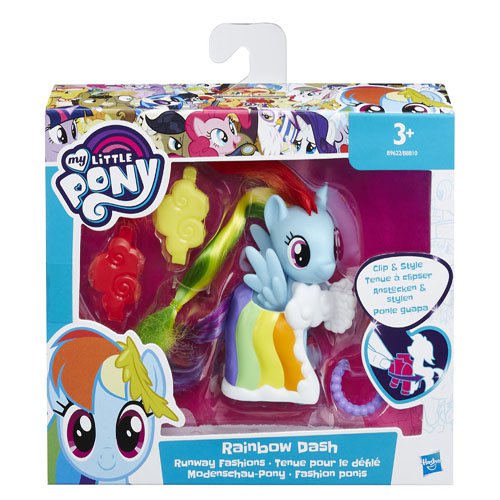 my LITTLE
PONY
3+
B9622/B8810
Clip & Style
Tenue à clipser
Anstecken &
stylen
Ponle guapa
Rainbow Dash
Runway Fashions · Tenue pour le défilé
Modenschau-Pony · Fashion ponis
Hasbro